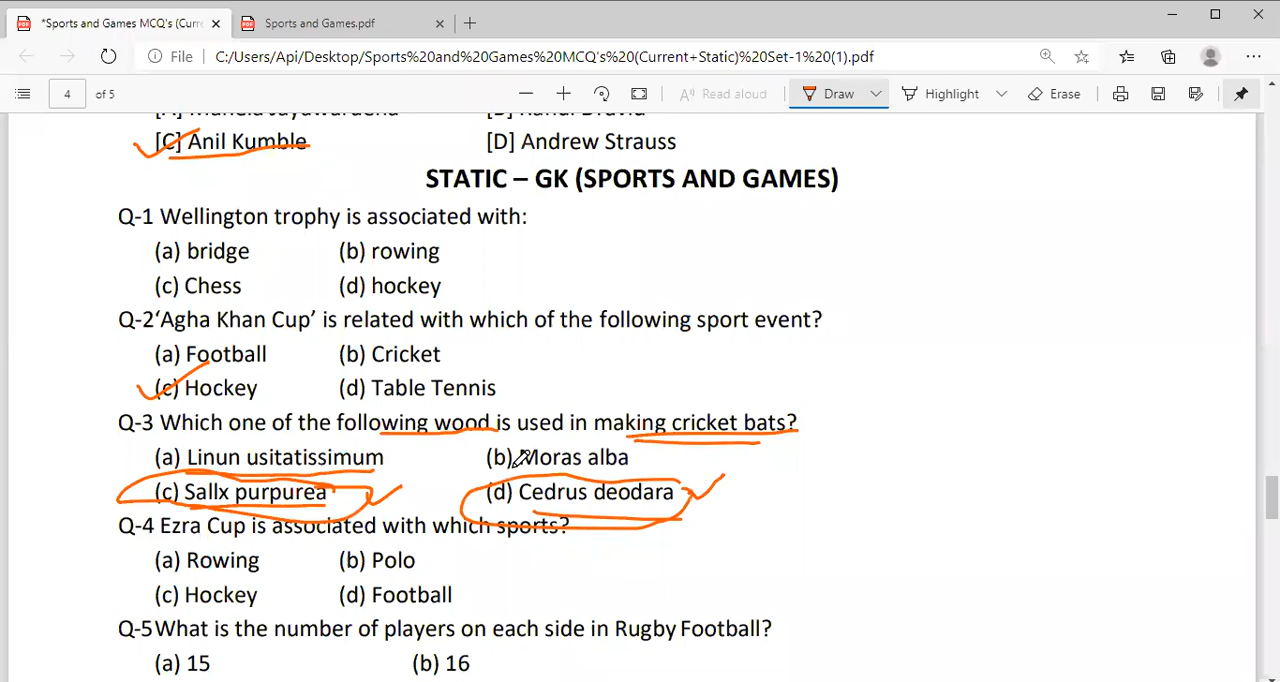 *Sports and Games MCQ's (Curre
Sports and Games.pdf
File
C:/Users/Api/Desktop/Sports%20and%20Games%20MCQ's%20(Current+Static)%20Set-1%20(1).pdf
4 of 5
Read aloud
Draw
Highlight
Erase
[A] Mahela Jayawardena [B] Rahul Dravid
[C] Anil Kumble [D] Andrew Strauss
STATIC – GK (SPORTS AND GAMES)
Q-1 Wellington trophy is associated with:
(a) bridge (b) rowing
(c) Chess (d) hockey
Q-2‘Agha Khan Cup’ is related with which of the following sport event?
(a) Football (b) Cricket
(c) Hockey (d) Table Tennis
Q-3 Which one of the following wood is used in making cricket bats?
(a) Linun usitatissimum (b) Moras alba
(c) Sallx purpurea (d) Cedrus deodara
Q-4 Ezra Cup is associated with which sports?
(a) Rowing (b) Polo
(c) Hockey (d) Football
Q-5What is the number of players on each side in Rugby Football?
(a) 15 (b) 16